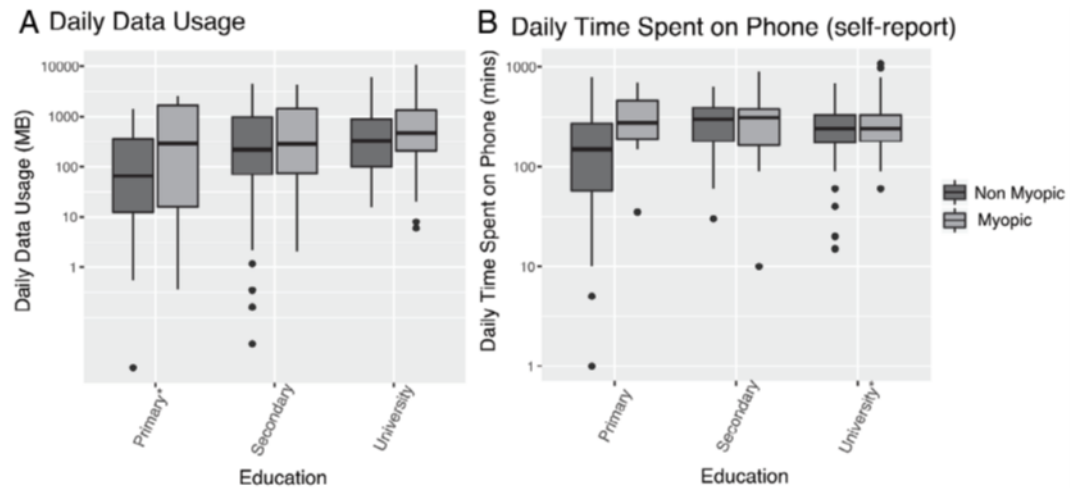 A Daily Data Usage
Daily Data Usage (MB)
10000
1000
100
10
1
Primary*
Secondary
University
Education
B Daily Time Spent on Phone (self-report)
Daily Time Spent on Phone (mins)
1000
100
10
1
Primary
Secondary
University*
Education
Non Myopic
Myopic